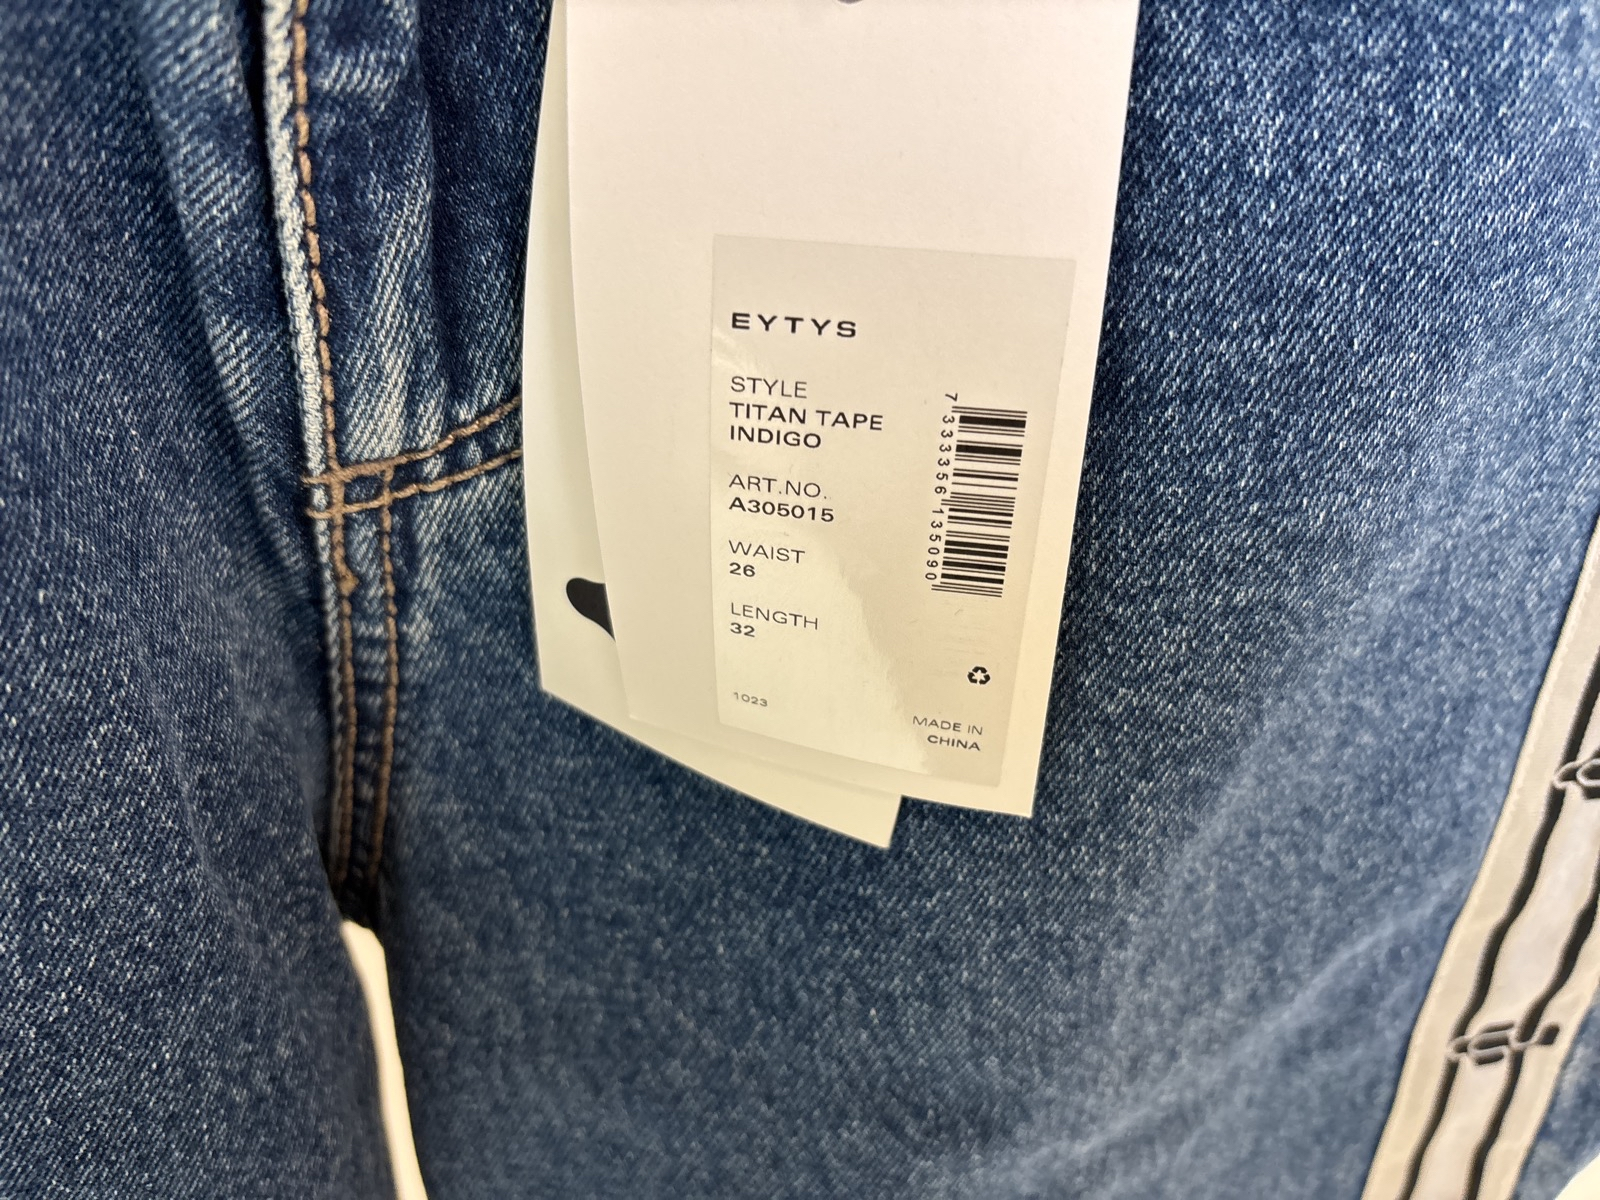 EYTYS
STYLE
TITAN TAPE
INDIGO
ART.NO.
A305015
WAIST
26
LENGTH
32
1023
7 333356 135090
MADE IN
CHINA